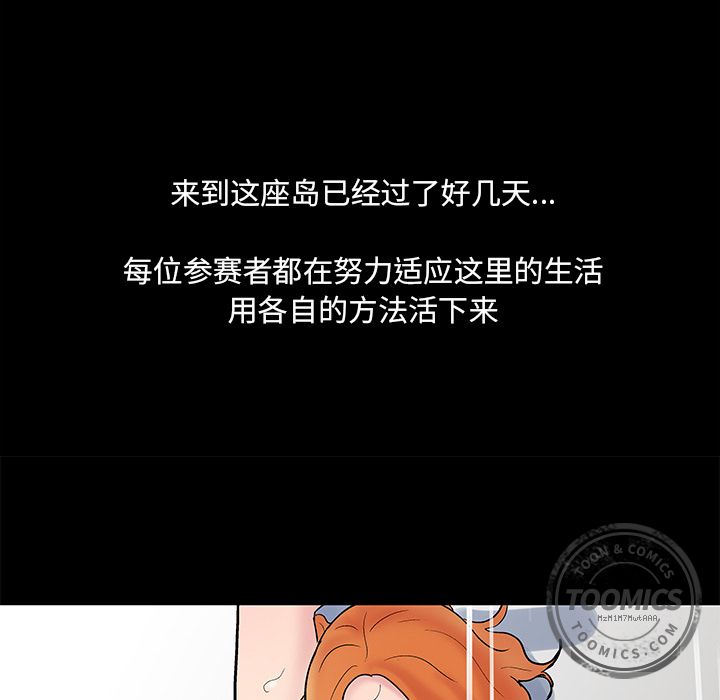 来到这座岛已经过了好几天...
每位参赛者都在努力适应这里的生活
用各自的方法活下来
TOON & COMICS
TOOMICS
MzM1M7MwtAAA
TOOMICS.COM